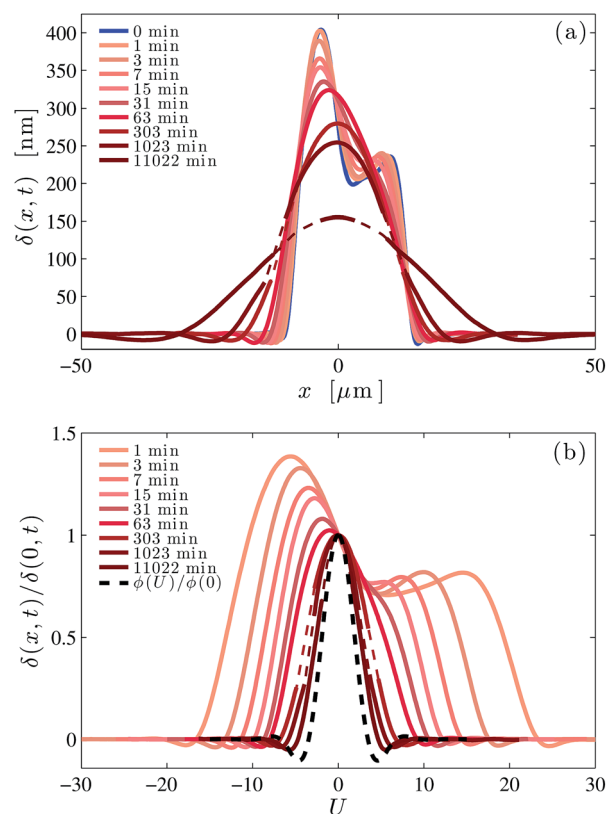 (a)
400
350
300
250
200
150
100
50
0
δ(x, t) [nm]
0 min
1 min
3 min
7 min
15 min
31 min
63 min
303 min
1023 min
11022 min
−50
0
50
x [μm]
(b)
1.5
1
0.5
0
δ(x, t)/δ(0, t)
1 min
3 min
7 min
15 min
31 min
63 min
303 min
1023 min
11022 min
ϕ(U)/ϕ(0)
−30
−20
−10
0
10
20
30
U